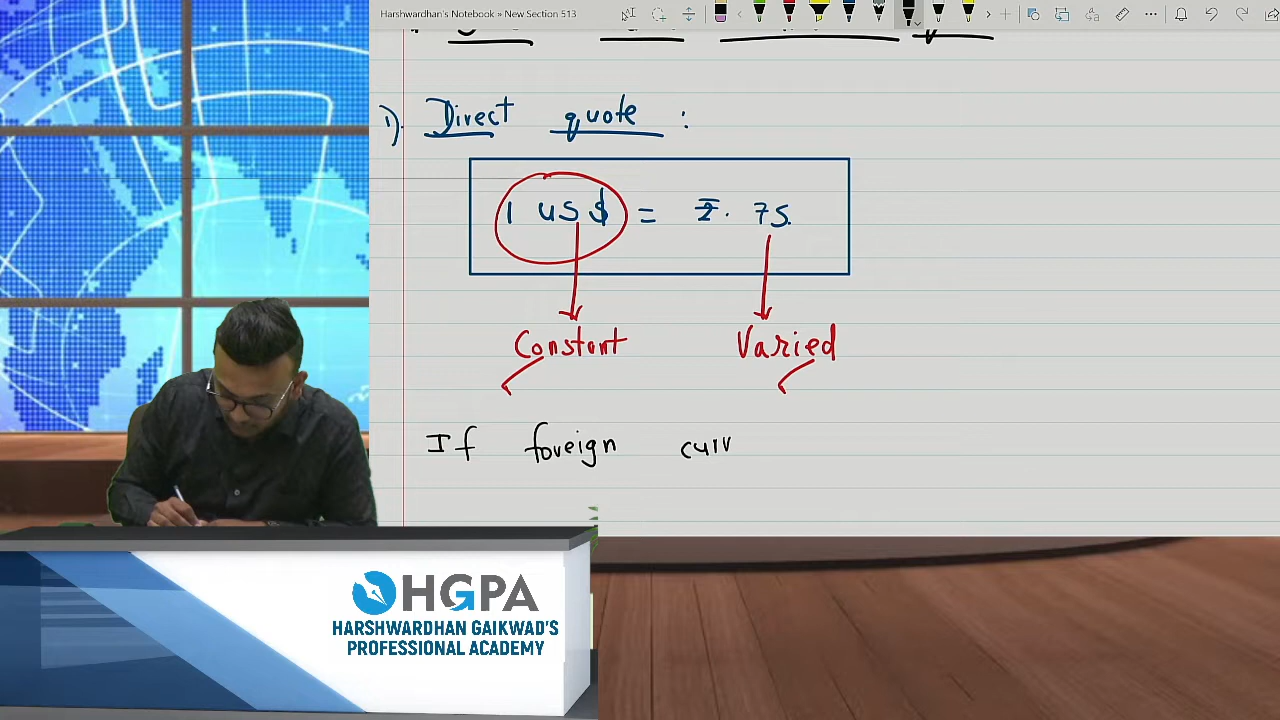 Harshwardhan's Notebook » New Section 513
1). Direct quote :
1 US $ = ₹. 75.
Constant Varied
If foreign curr
HGPA
HARSHWARDHAN GAIKWAD'S
PROFESSIONAL ACADEMY